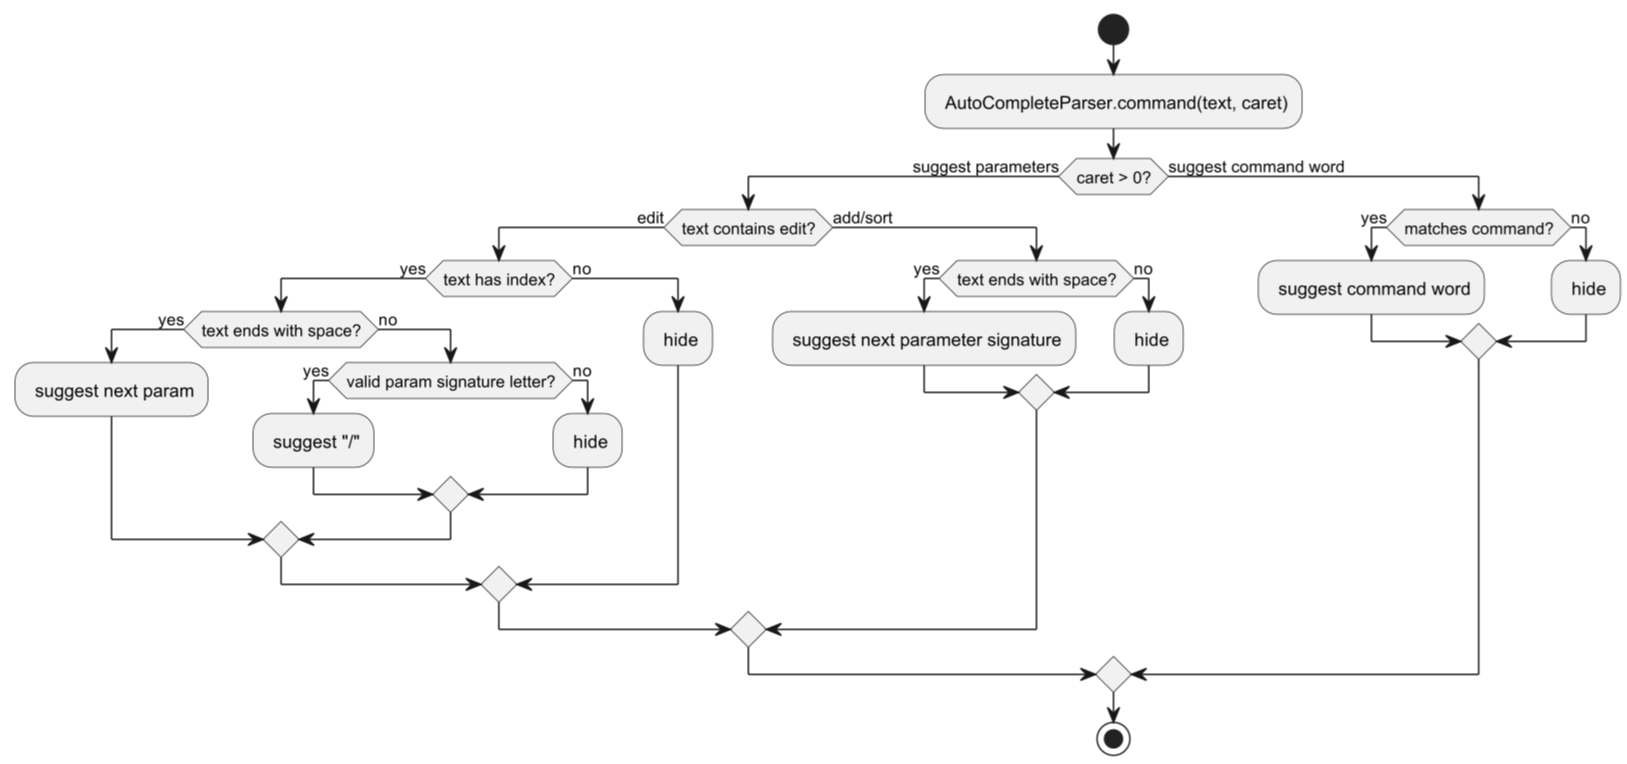 AutoCompleteParser.command(text, caret)
suggest parameters
caret > 0?
suggest command word
edit
text contains edit?
add/sort
yes
matches command?
no
yes
text has index?
no
yes
text ends with space?
no
suggest command word
hide
yes
text ends with space?
no
hide
suggest next parameter signature
hide
suggest next param
yes
valid param signature letter?
no
suggest "/"
hide